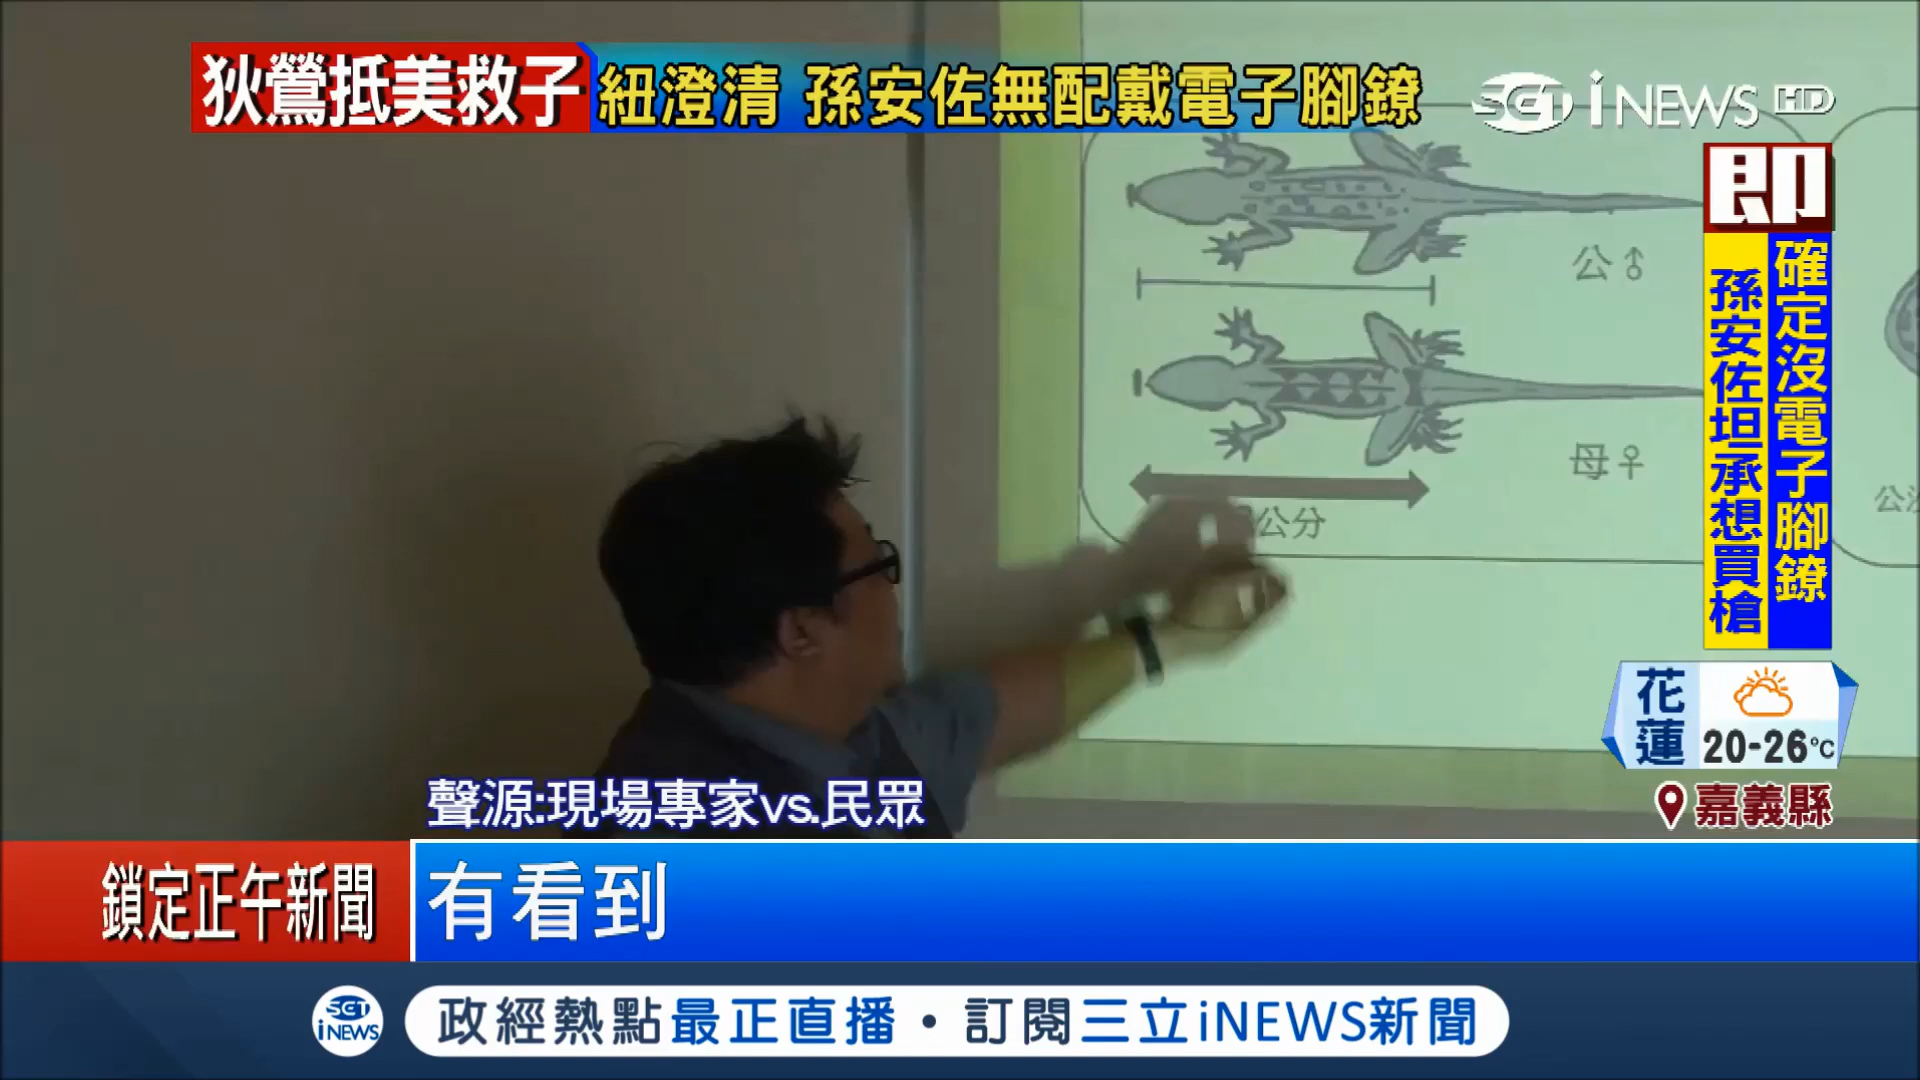 狄鶯抵美救子
紐澄清 孫安佐無配戴電子腳鐐
SET iNEWS HD
即
確定沒電子腳鐐
孫安佐坦承想買槍
公♂
母♀
公分
花蓮
20-26°C
嘉義縣
聲源:現場專家vs.民眾
鎖定正午新聞
有看到
SET iNEWS
政經熱點最正直播・訂閱三立iNEWS新聞